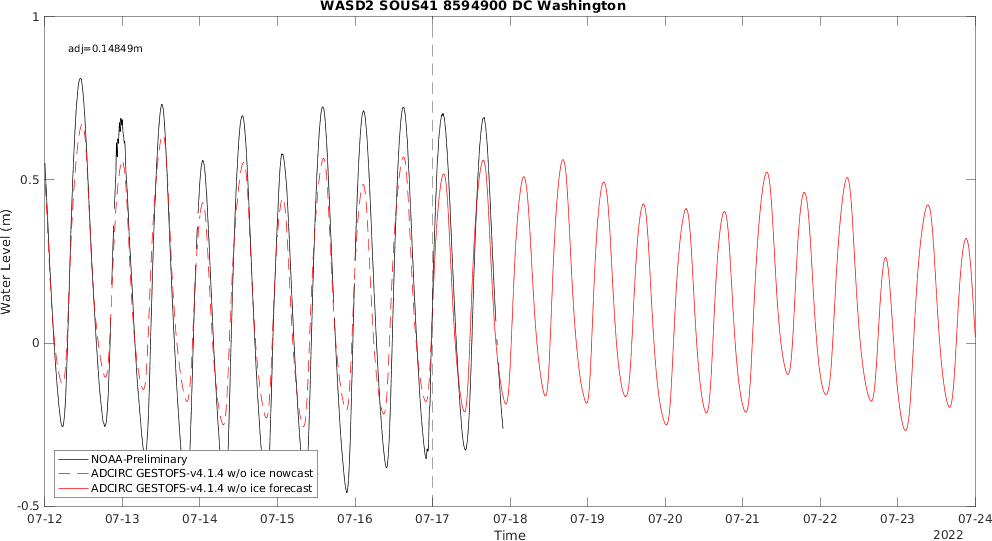 WASD2 SOUS41 8594900 DC Washington
1
adj=0.14849m
0.5
Water Level (m)
0
NOAA-Preliminary
ADCIRC GESTOFS-v4.1.4 w/o ice nowcast
ADCIRC GESTOFS-v4.1.4 w/o ice forecast
-0.5
07-12 07-13 07-14 07-15 07-16 07-17 07-18 07-19 07-20 07-21 07-22 07-23 07-24
Time
2022